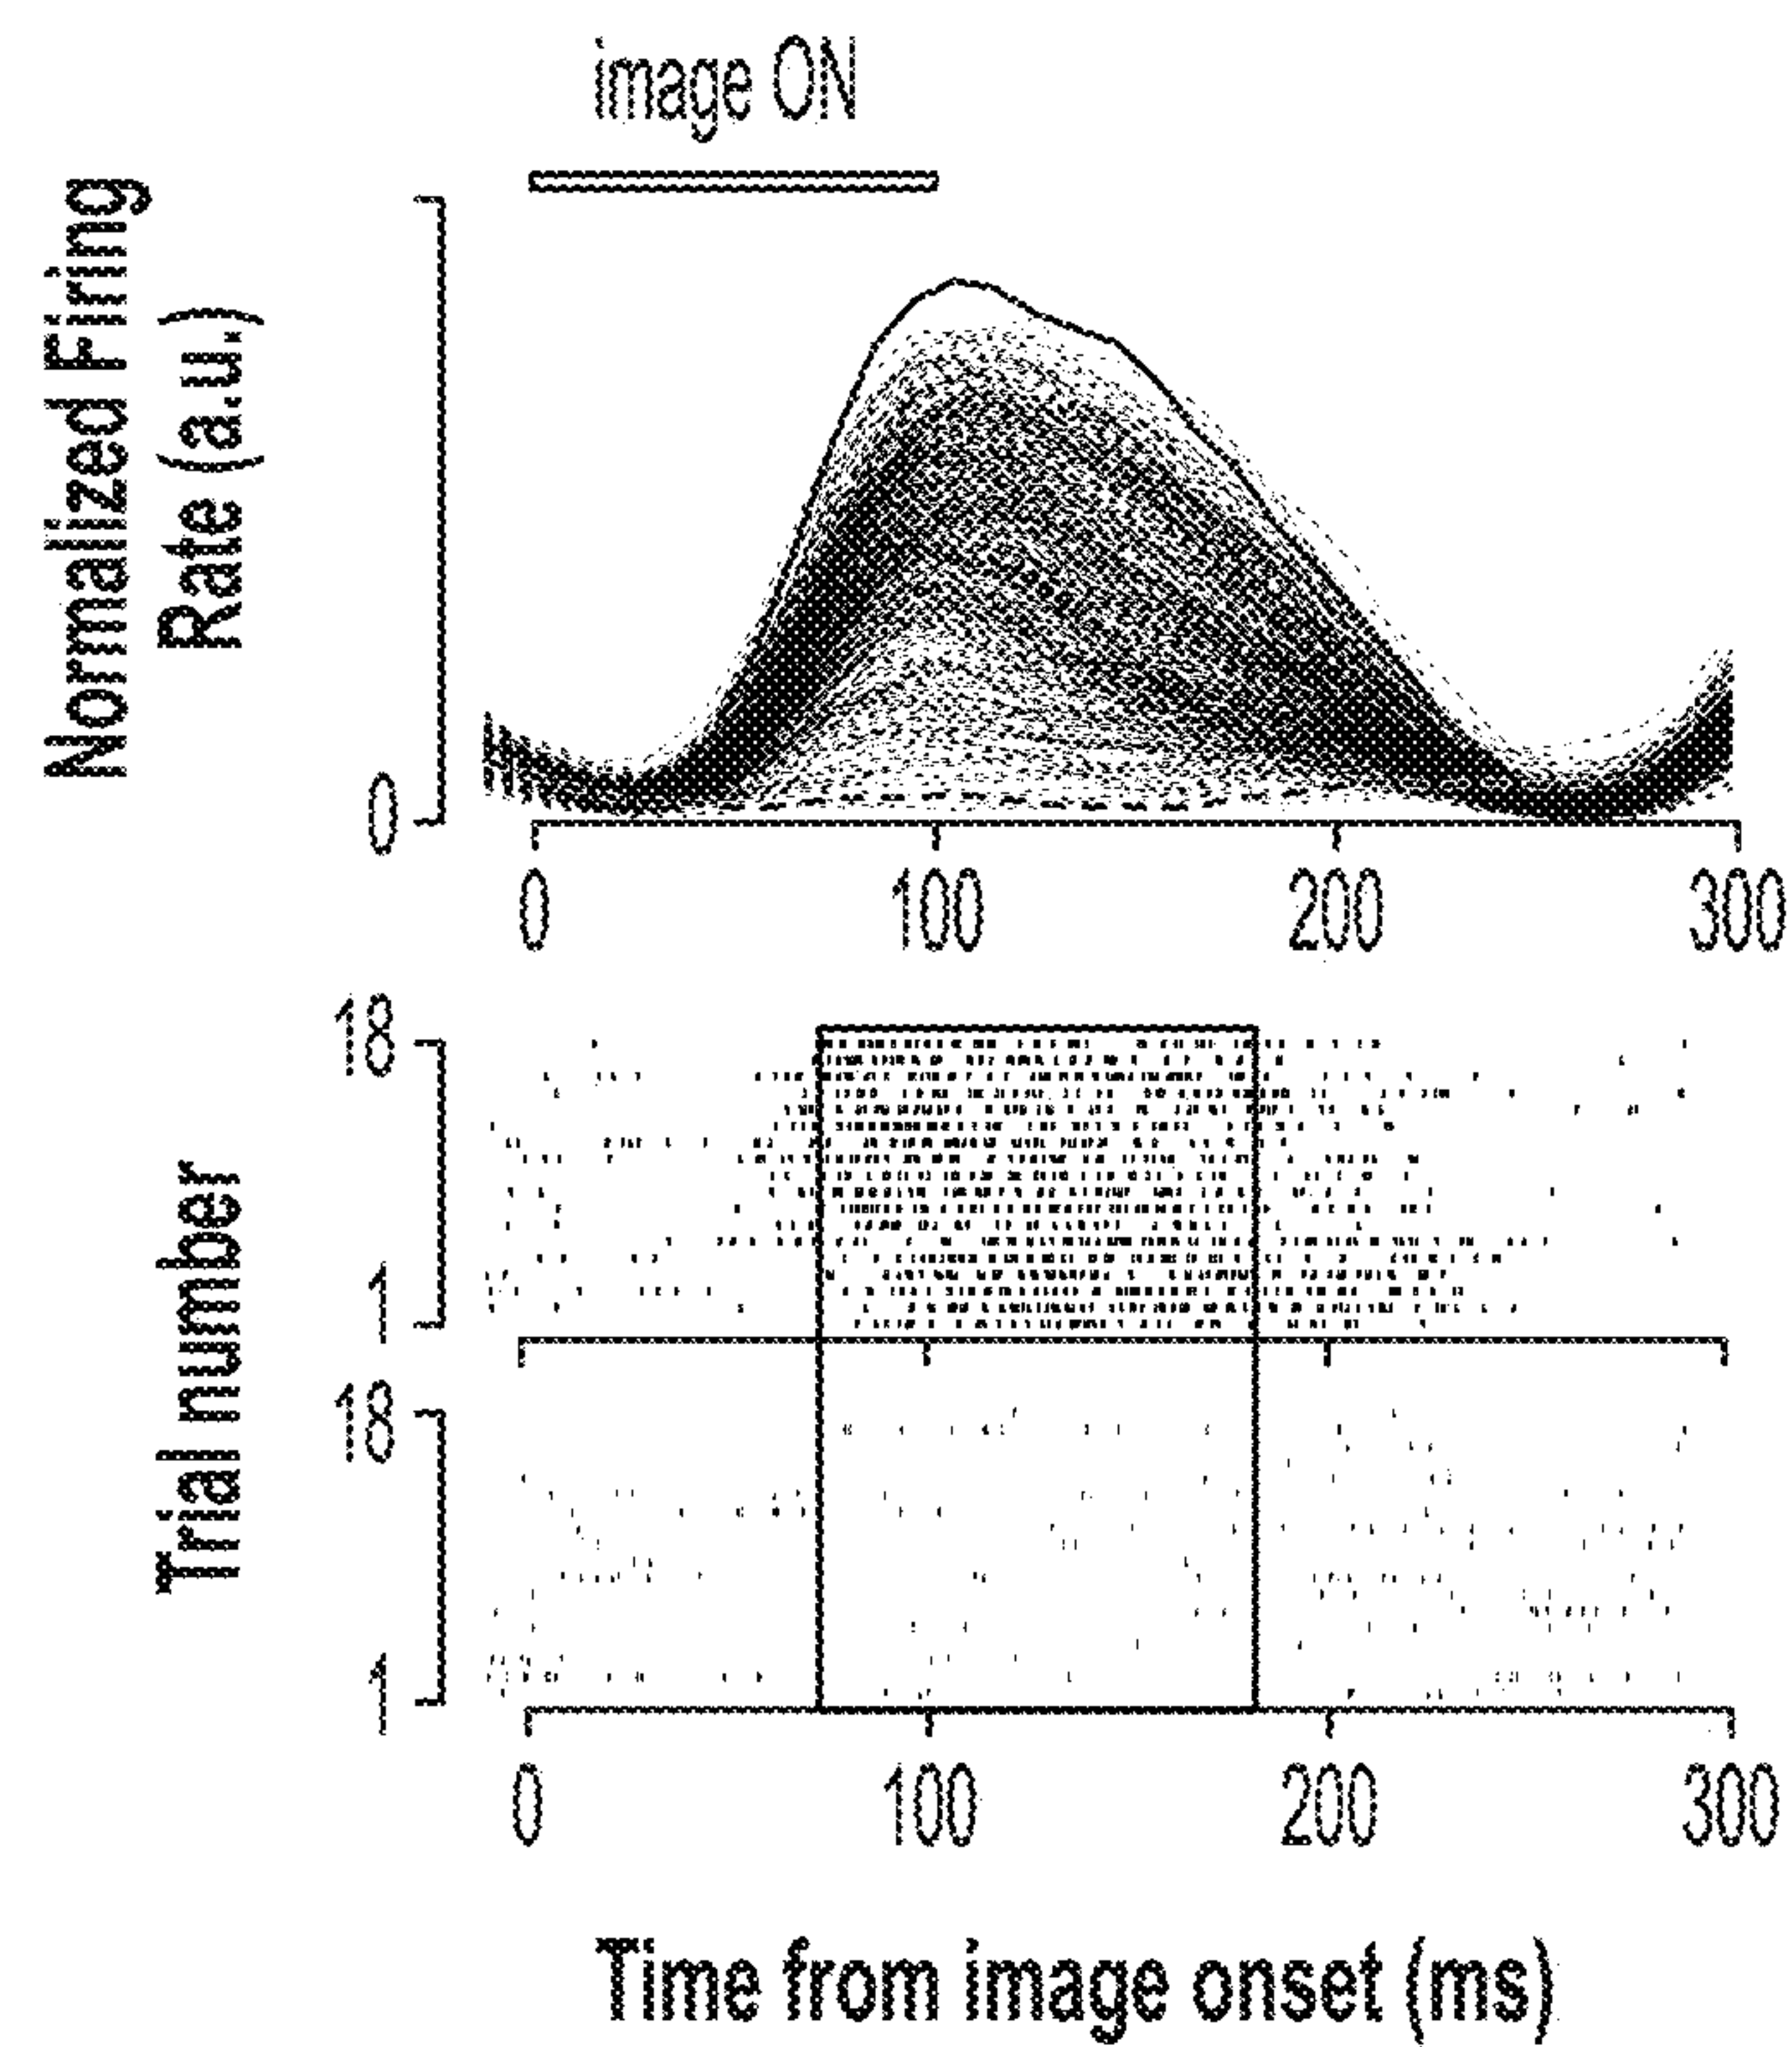 image ON
Normalized Firing
Rate (a.u.)
0
0 100 200 300
Trial number
18
1
18
1
0 100 200 300
Time from image onset (ms)